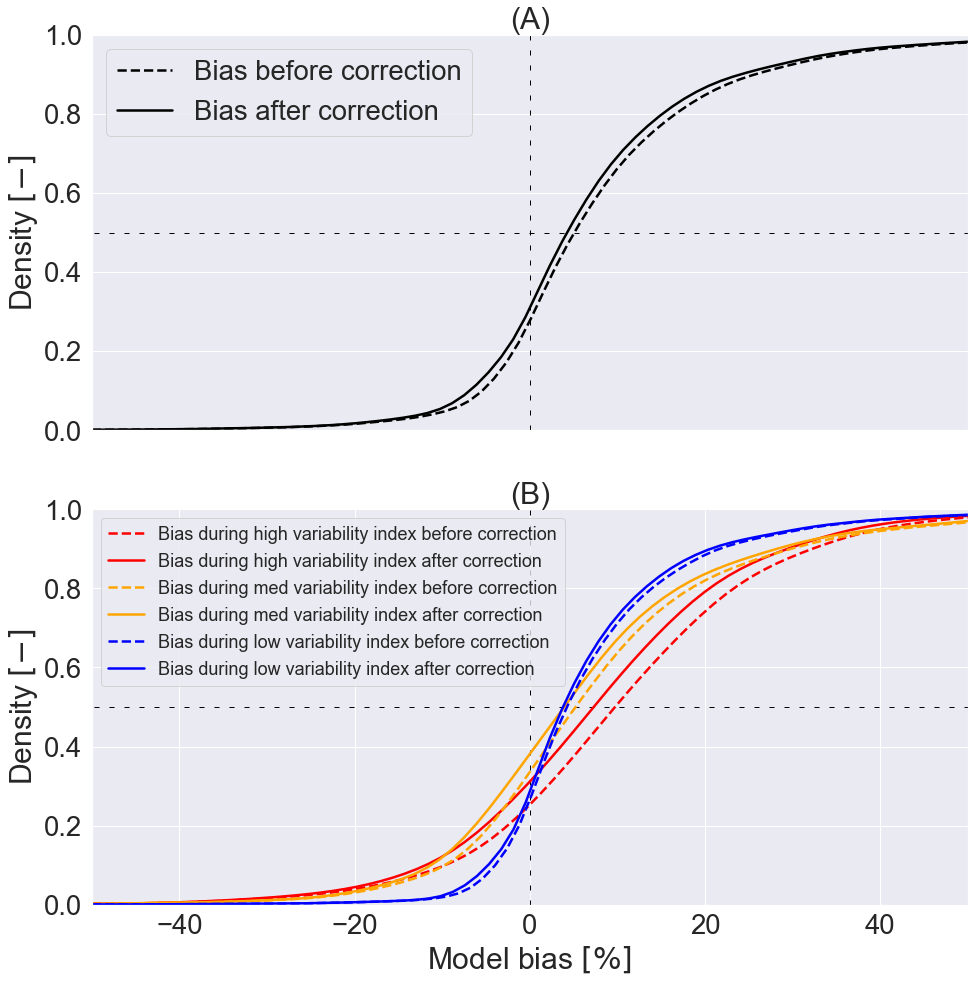 (A)
1.0
0.8
0.6
0.4
0.2
0.0
Density [−]
Bias before correction
Bias after correction
(B)
1.0
0.8
0.6
0.4
0.2
0.0
Density [−]
Bias during high variability index before correction
Bias during high variability index after correction
Bias during med variability index before correction
Bias during med variability index after correction
Bias during low variability index before correction
Bias during low variability index after correction
−40 −20 0 20 40
Model bias [%]